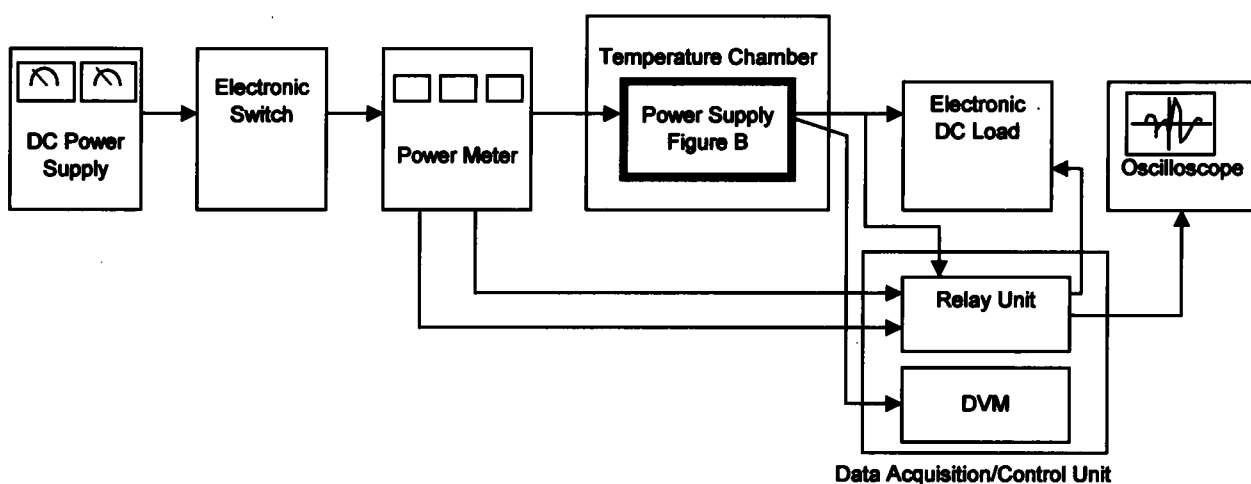 DC Power
Supply
Electronic
Switch
Power Meter
Temperature Chamber
Power Supply
Figure B
Electronic
DC Load
Oscilloscope
Relay Unit
DVM
Data Acquisition/Control Unit